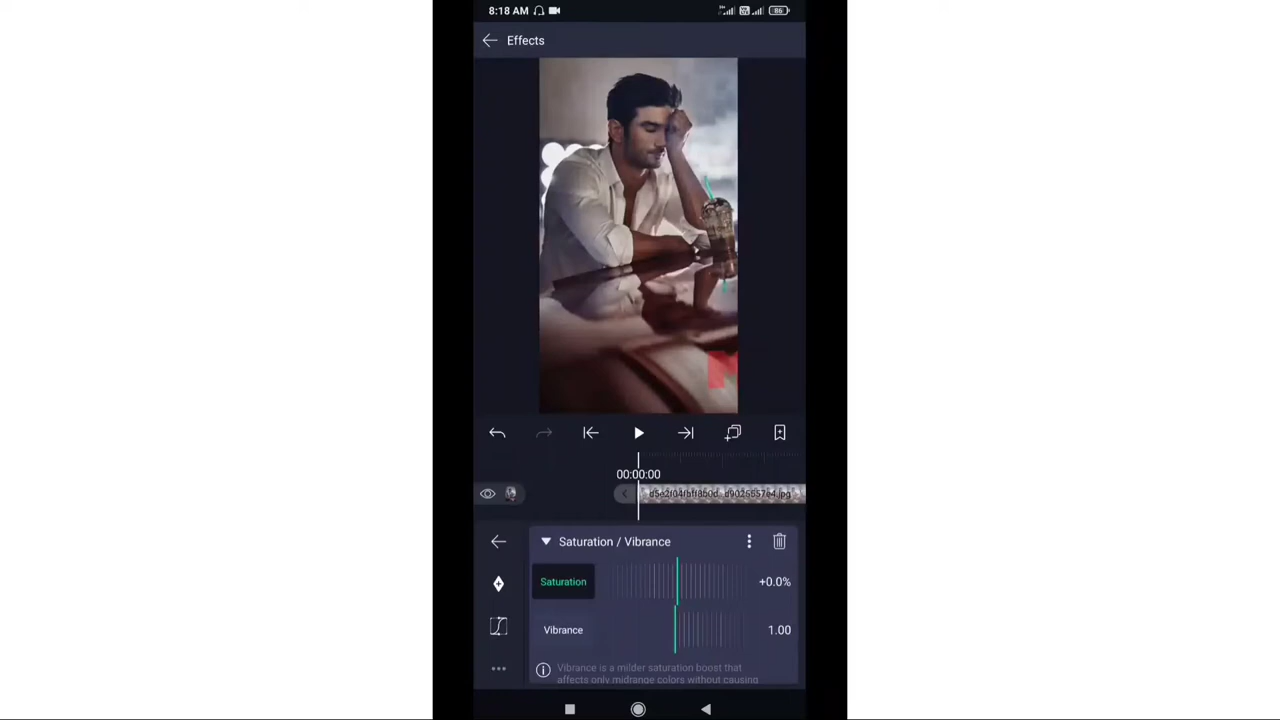 8:18 AM
86
Effects
00:00:00
Saturation / Vibrance
Saturation
+0.0%
Vibrance
1.00
Vibrance is a milder saturation boost that
affects only midrange colors without causing